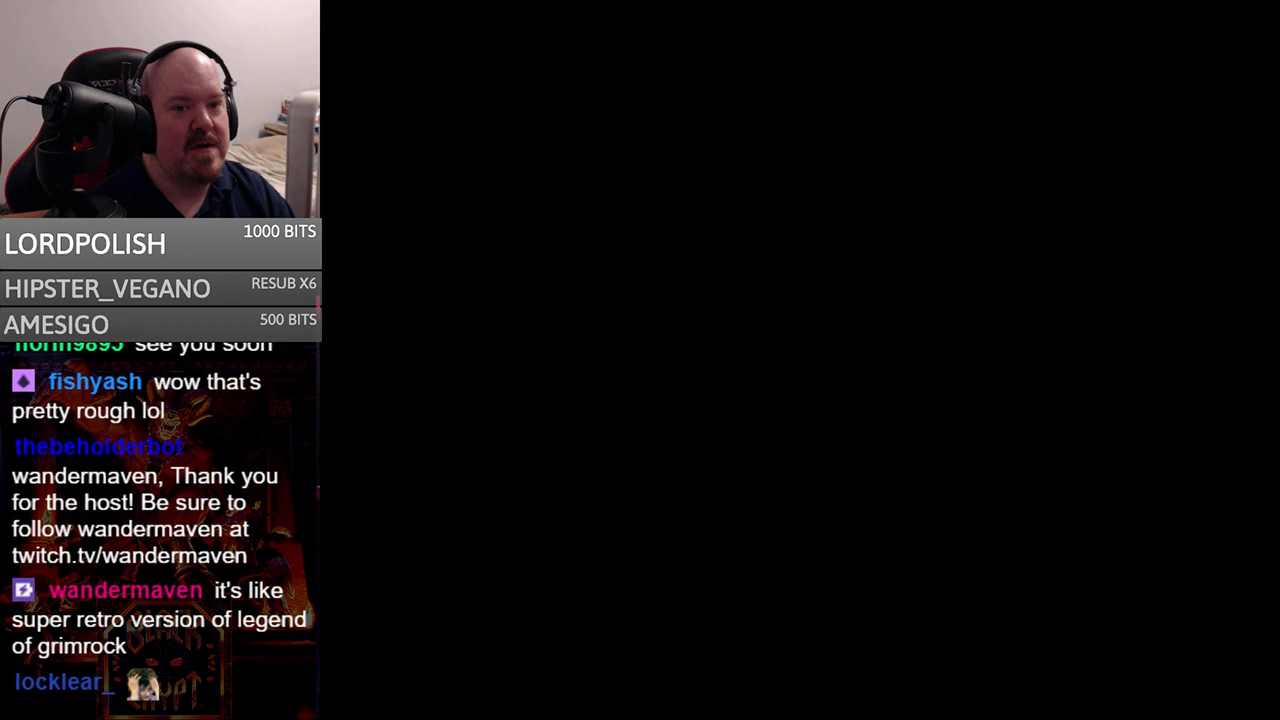 LORDPOLISH 1000 BITS
HIPSTER_VEGANO RESUB X6
AMESIGO 500 BITS
see you soon
fishyash wow that's
pretty rough lol
thebeholderbot
wandermaven, Thank you
for the host! Be sure to
follow wandermaven at
twitch.tv/wandermaven
wandermaven it's like
super retro version of legend
of grimrock
locklear_
BLACK
CRYPT